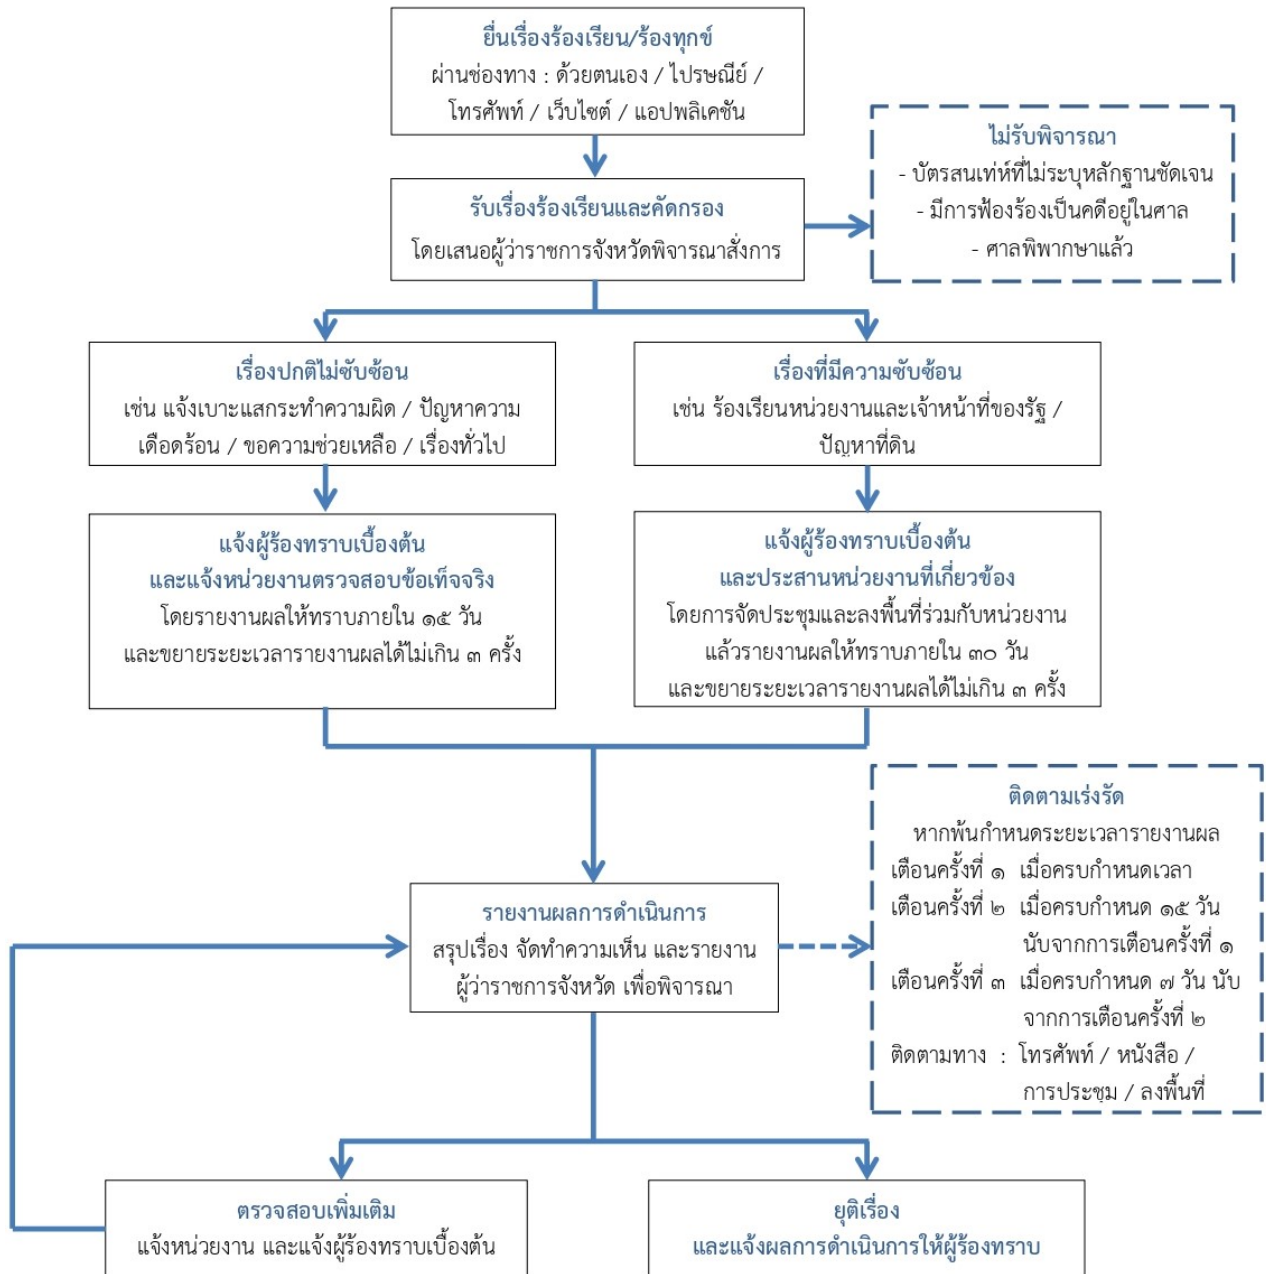 ยื่นเรื่องร้องเรียน/ร้องทุกข์
ผ่านช่องทาง : ด้วยตนเอง / ไปรษณีย์ /
โทรศัพท์ / เว็บไซต์ / แอปพลิเคชัน
ไม่รับพิจารณา
- บัตรสนเท่ห์ที่ไม่ระบุหลักฐานชัดเจน
- มีการฟ้องร้องเป็นคดีอยู่ในศาล
- ศาลพิพากษาแล้ว
รับเรื่องร้องเรียนและคัดกรอง
โดยเสนอผู้ว่าราชการจังหวัดพิจารณาสั่งการ
เรื่องปกติไม่ซับซ้อน
เช่น แจ้งเบาะแสกระทำความผิด / ปัญหาความ
เดือดร้อน / ขอความช่วยเหลือ / เรื่องทั่วไป
เรื่องที่มีความซับซ้อน
เช่น ร้องเรียนหน่วยงานและเจ้าหน้าที่ของรัฐ /
ปัญหาที่ดิน
แจ้งผู้ร้องทราบเบื้องต้น
และแจ้งหน่วยงานตรวจสอบข้อเท็จจริง
โดยรายงานผลให้ทราบภายใน ๑๕ วัน
และขยายระยะเวลารายงานผลได้ไม่เกิน ๓ ครั้ง
แจ้งผู้ร้องทราบเบื้องต้น
และประสานหน่วยงานที่เกี่ยวข้อง
โดยการจัดประชุมและลงพื้นที่ร่วมกับหน่วยงาน
แล้วรายงานผลให้ทราบภายใน ๓๐ วัน
และขยายระยะเวลารายงานผลได้ไม่เกิน ๓ ครั้ง
ติดตามเร่งรัด
หากพ้นกำหนดระยะเวลารายงานผล
เตือนครั้งที่ ๑ เมื่อครบกำหนดเวลา
เตือนครั้งที่ ๒ เมื่อครบกำหนด ๑๕ วัน
นับจากการเตือนครั้งที่ ๑
เตือนครั้งที่ ๓ เมื่อครบกำหนด ๗ วัน นับ
จากการเตือนครั้งที่ ๒
ติดตามทาง : โทรศัพท์ / หนังสือ /
การประชุม / ลงพื้นที่
รายงานผลการดำเนินการ
สรุปเรื่อง จัดทำความเห็น และรายงาน
ผู้ว่าราชการจังหวัด เพื่อพิจารณา
ตรวจสอบเพิ่มเติม
แจ้งหน่วยงาน และแจ้งผู้ร้องทราบเบื้องต้น
ยุติเรื่อง
และแจ้งผลการดำเนินการให้ผู้ร้องทราบ